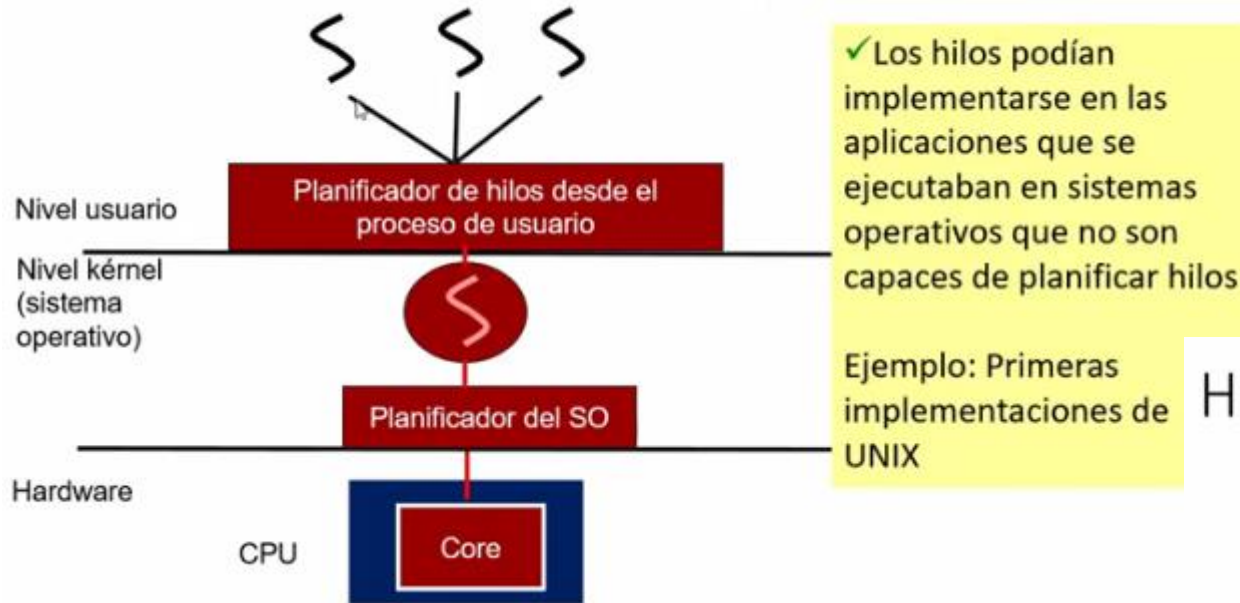 Planificador de hilos desde el
proceso de usuario
Nivel usuario
Nivel kérnel
(sistema
operativo)
Planificador del SO
Hardware
CPU
Core
✓Los hilos podían
implementarse en las
aplicaciones que se
ejecutaban en sistemas
operativos que no son
capaces de planificar hilos
Ejemplo: Primeras
implementaciones de
UNIX
H